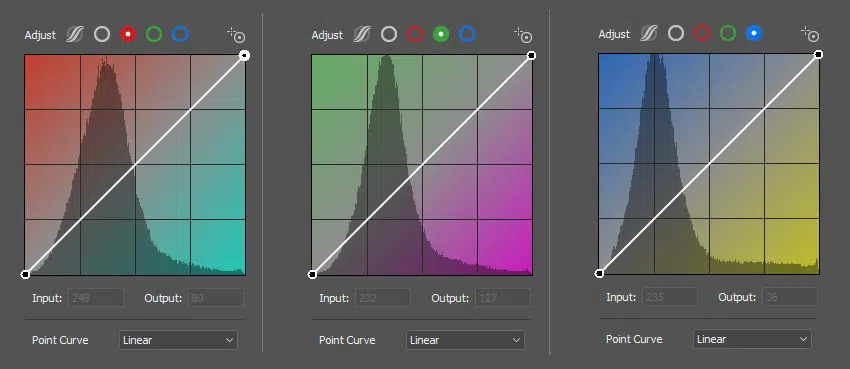 Adjust
Input: 248 Output: 80
Point Curve Linear
Adjust
Input: 232 Output: 127
Point Curve Linear
Adjust
Input: 235 Output: 36
Point Curve Linear